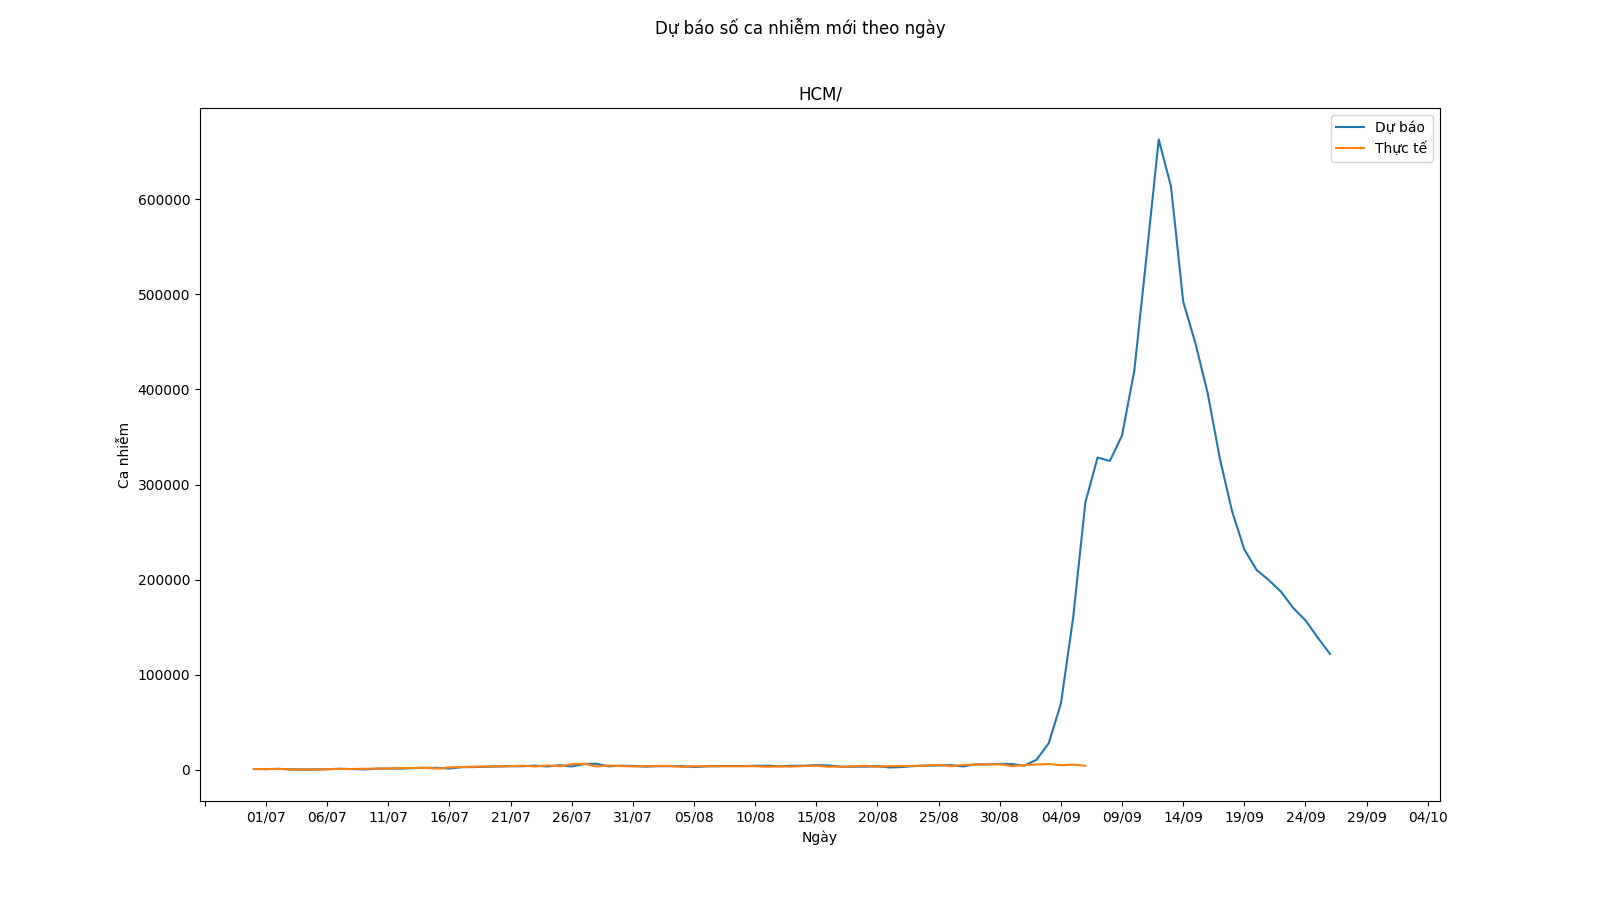 Dự báo số ca nhiễm mới theo ngày
HCM/
Dự báo
Thực tế
600000
500000
400000
300000
200000
100000
0
Ca nhiễm
01/07 06/07 11/07 16/07 21/07 26/07 31/07 05/08 10/08 15/08 20/08 25/08 30/08 04/09 09/09 14/09 19/09 24/09 29/09 04/10
Ngày